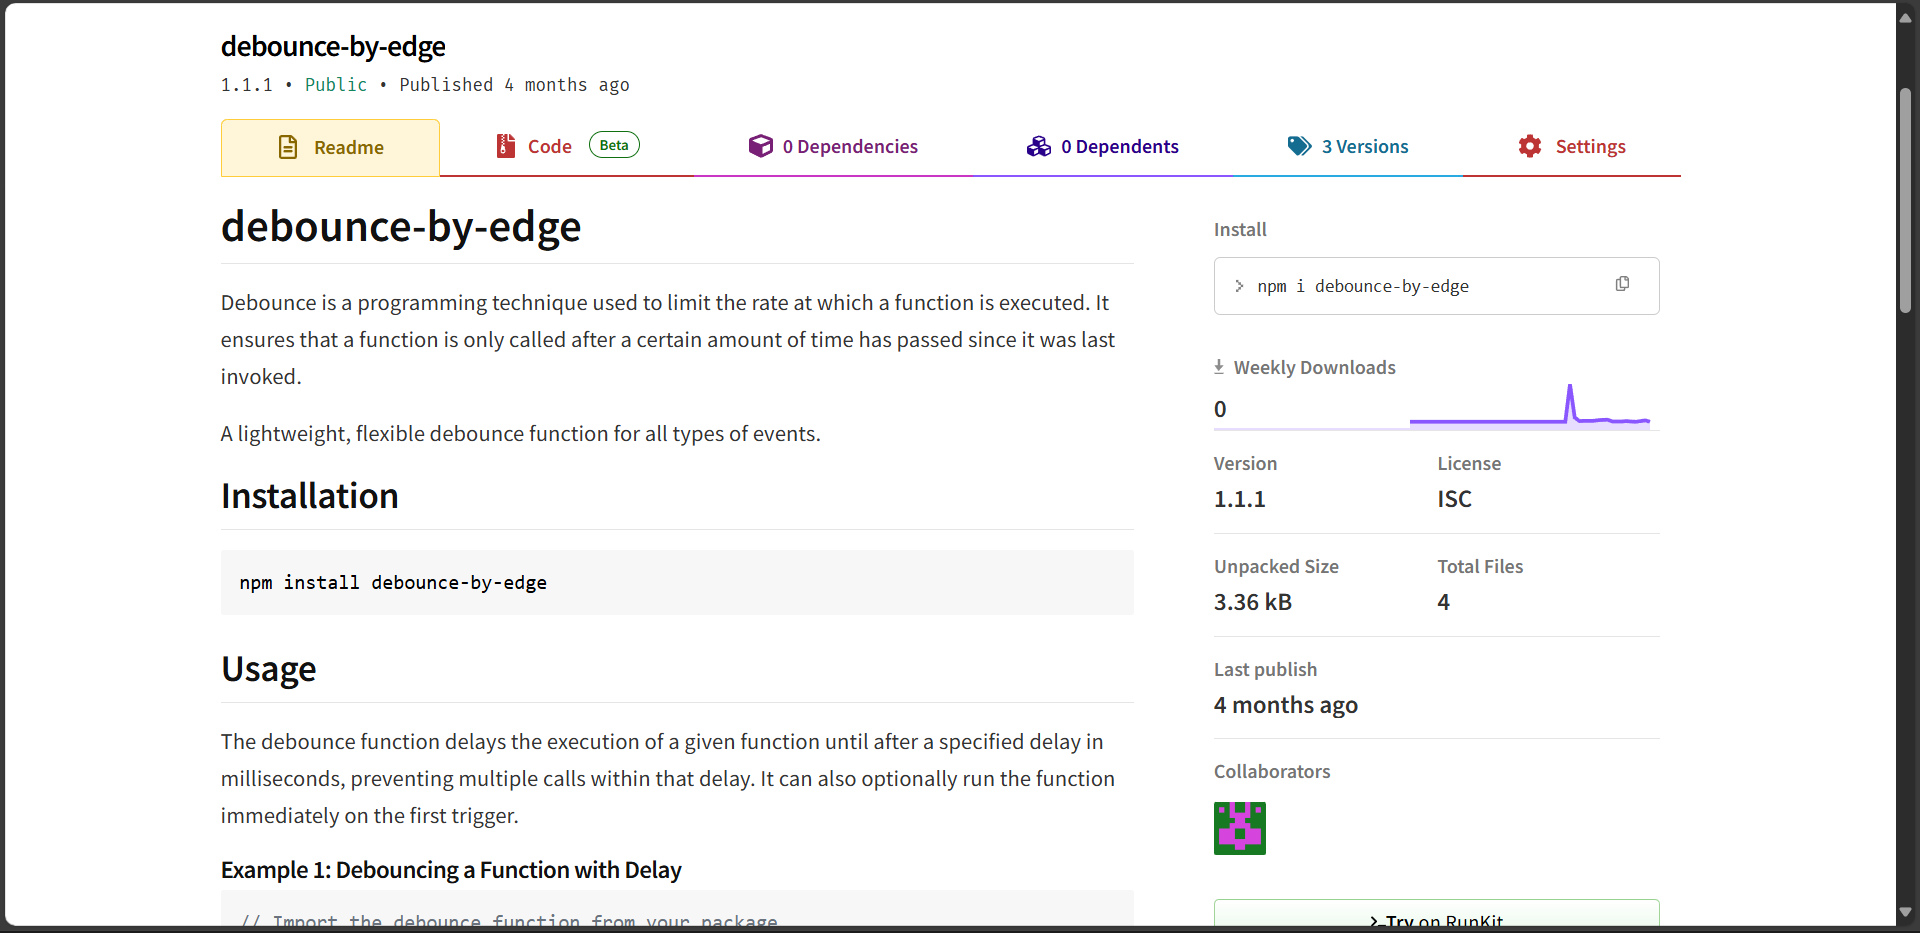 debounce-by-edge
1.1.1 • Public • Published 4 months ago
Readme
Code Beta
0 Dependencies
0 Dependents
3 Versions
Settings
debounce-by-edge
Debounce is a programming technique used to limit the rate at which a function is executed. It
ensures that a function is only called after a certain amount of time has passed since it was last
invoked.
A lightweight, flexible debounce function for all types of events.
Installation
npm install debounce-by-edge
Usage
The debounce function delays the execution of a given function until after a specified delay in
milliseconds, preventing multiple calls within that delay. It can also optionally run the function
immediately on the first trigger.
Example 1: Debouncing a Function with Delay
// Import the debounce function from your package
Install
> npm i debounce-by-edge
Weekly Downloads
0
Version
1.1.1
License
ISC
Unpacked Size
3.36 kB
Total Files
4
Last publish
4 months ago
Collaborators
>_Try on RunKit